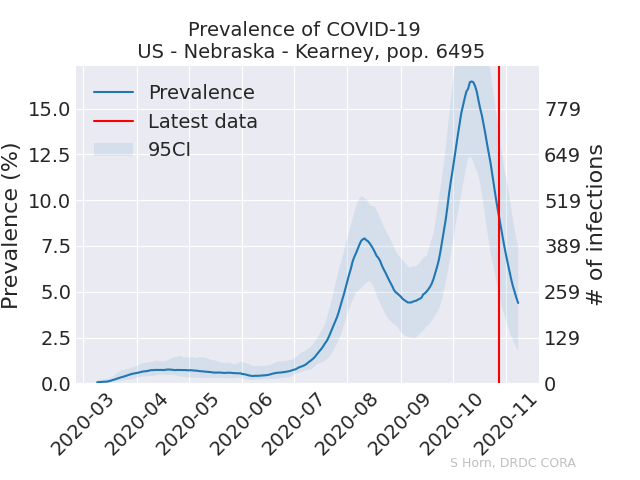 Prevalence of COVID-19
US - Nebraska - Kearney, pop. 6495
Prevalence
Latest data
95CI
Prevalence (%)
15.0
12.5
10.0
7.5
5.0
2.5
0.0
779
649
519
389
259
129
0
# of infections
2020-03
2020-04
2020-05
2020-06
2020-07
2020-08
2020-09
2020-10
2020-11
S Horn, DRDC CORA